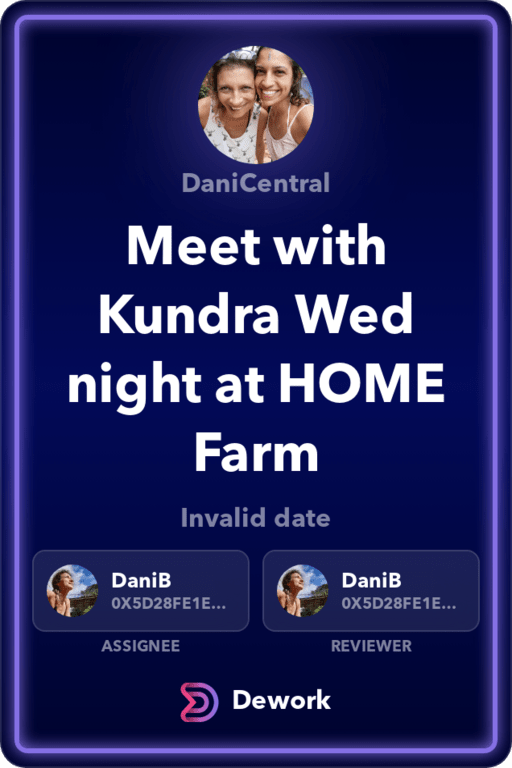 DaniCentral
Meet with
Kundra Wed
night at HOME
Farm
Invalid date
DaniB
0X5D28FE1E...
ASSIGNEE
DaniB
0X5D28FE1E...
REVIEWER
Dework